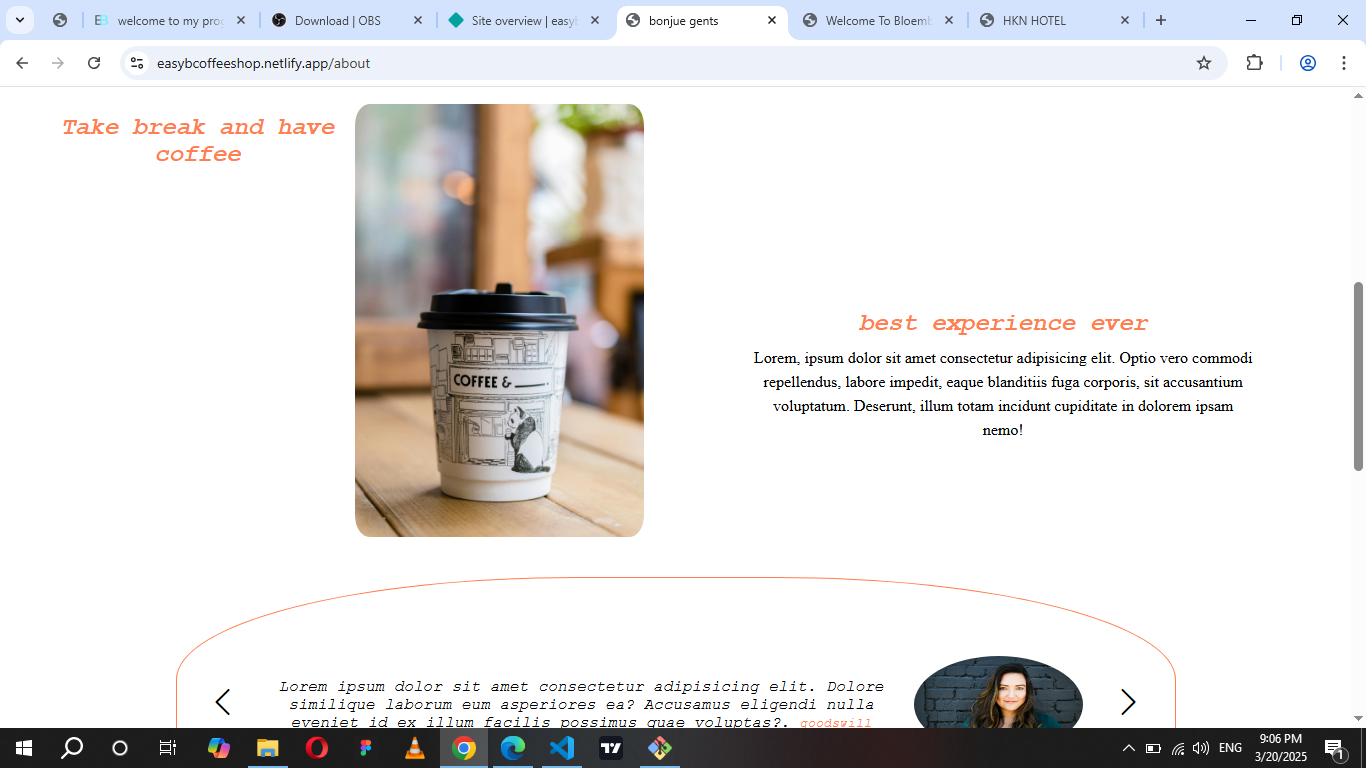 welcome to my pro
Download | OBS
Site overview | easyb
bonjue gents
Welcome To Bloemb
HKN HOTEL
easybcoffeeshop.netlify.app/about
Take break and have
coffee
COFFEE &
best experience ever
Lorem, ipsum dolor sit amet consectetur adipisicing elit. Optio vero commodi
repellendus, labore impedit, eaque blanditiis fuga corporis, sit accusantium
voluptatum. Deserunt, illum totam incidunt cupiditate in dolorem ipsam
nemo!
Lorem ipsum dolor sit amet consectetur adipisicing elit. Dolore
similique laborum eum asperiores ea? Accusamus eligendi nulla
eveniet id ex illum facilis possimus quae voluptas?. goodswill
ENG
9:06 PM
3/20/2025
1